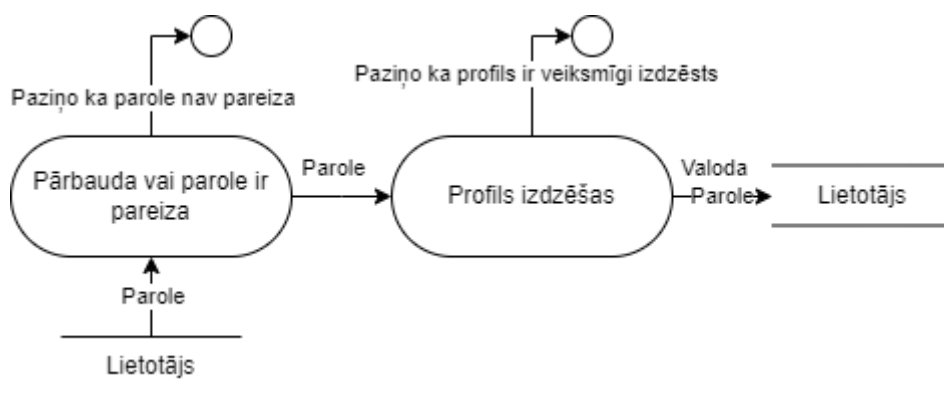 Paziņo ka parole nav pareiza
Paziņo ka profils ir veiksmīgi izdzēsts
Pārbauda vai parole ir
pareiza
Parole
Profils izdzēšas
Valoda
Parole
Lietotājs
Parole
Lietotājs